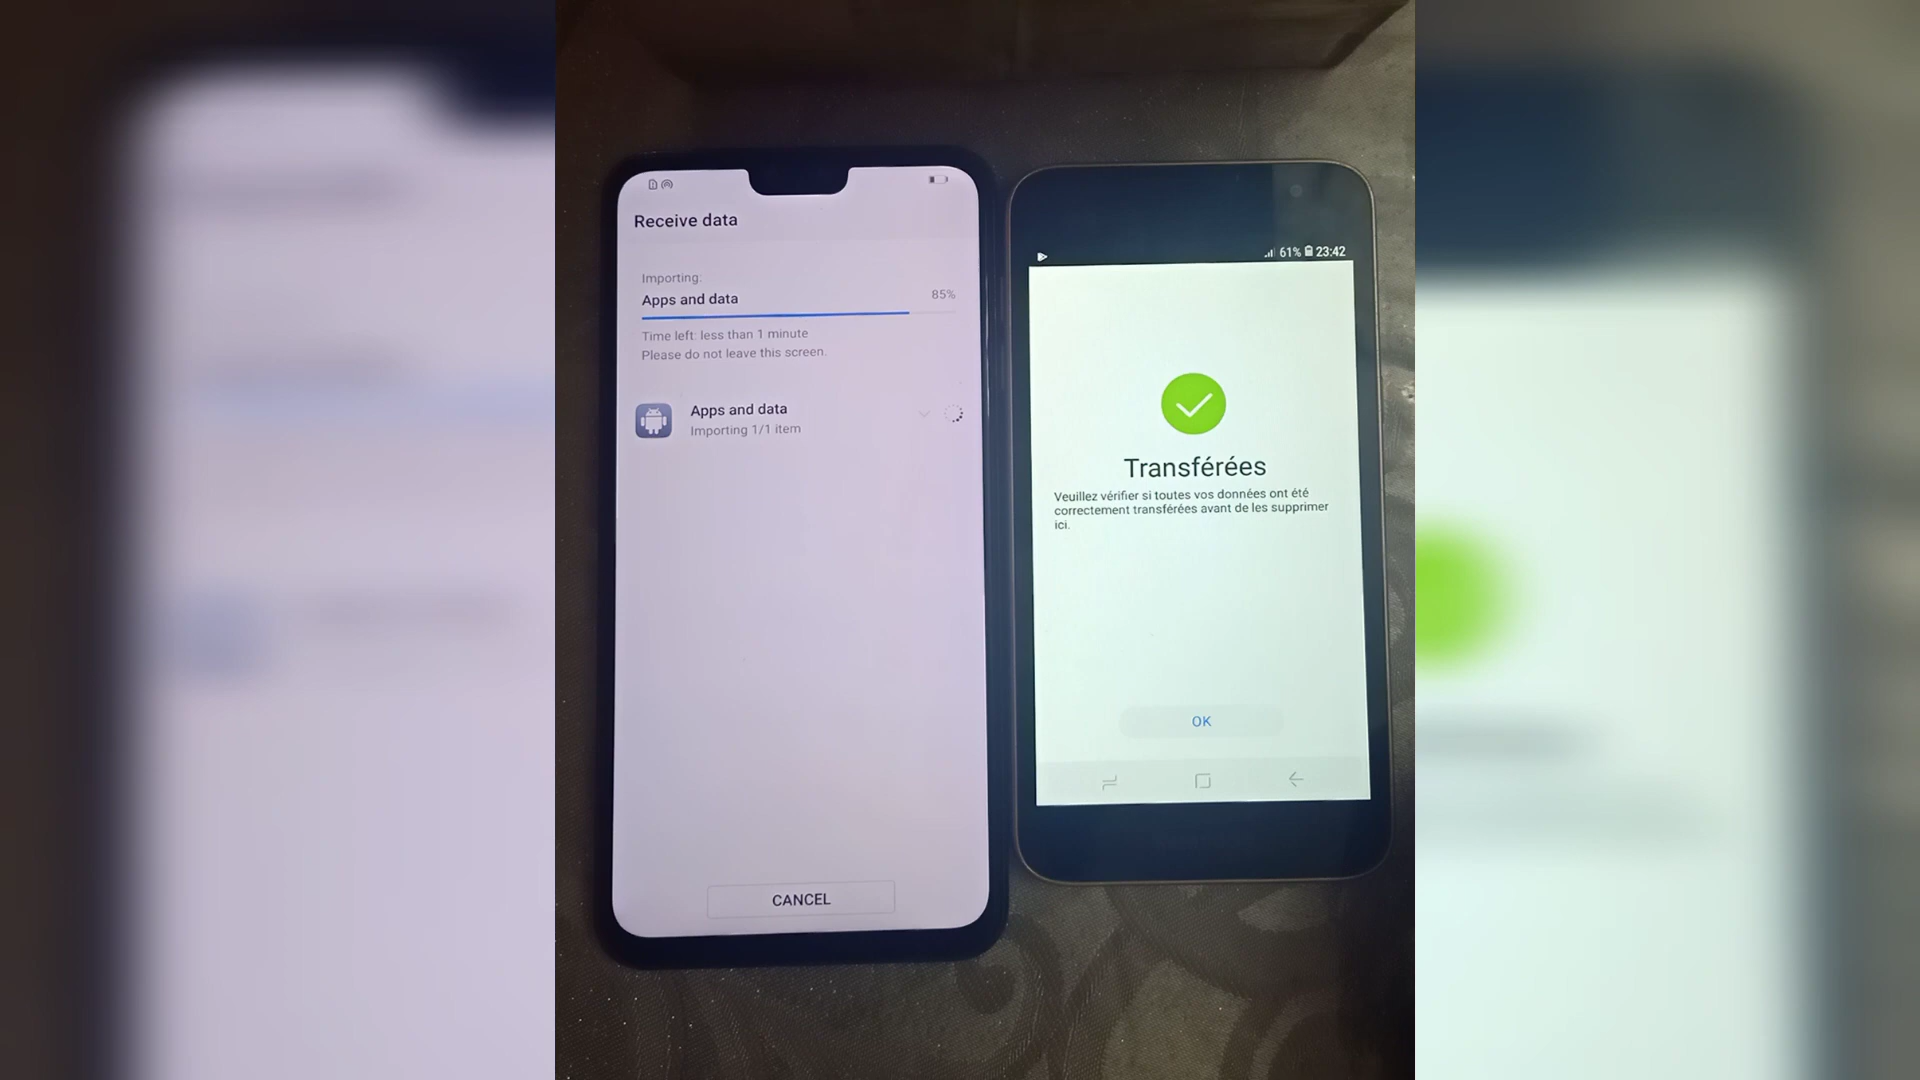 Receive data
Importing:
Apps and data
85%
Time left: less than 1 minute
Please do not leave this screen.
Apps and data
Importing 1/1 item
CANCEL
61% 23:42
Transférées
Veuillez vérifier si toutes vos données ont été
correctement transférées avant de les supprimer
ici.
OK